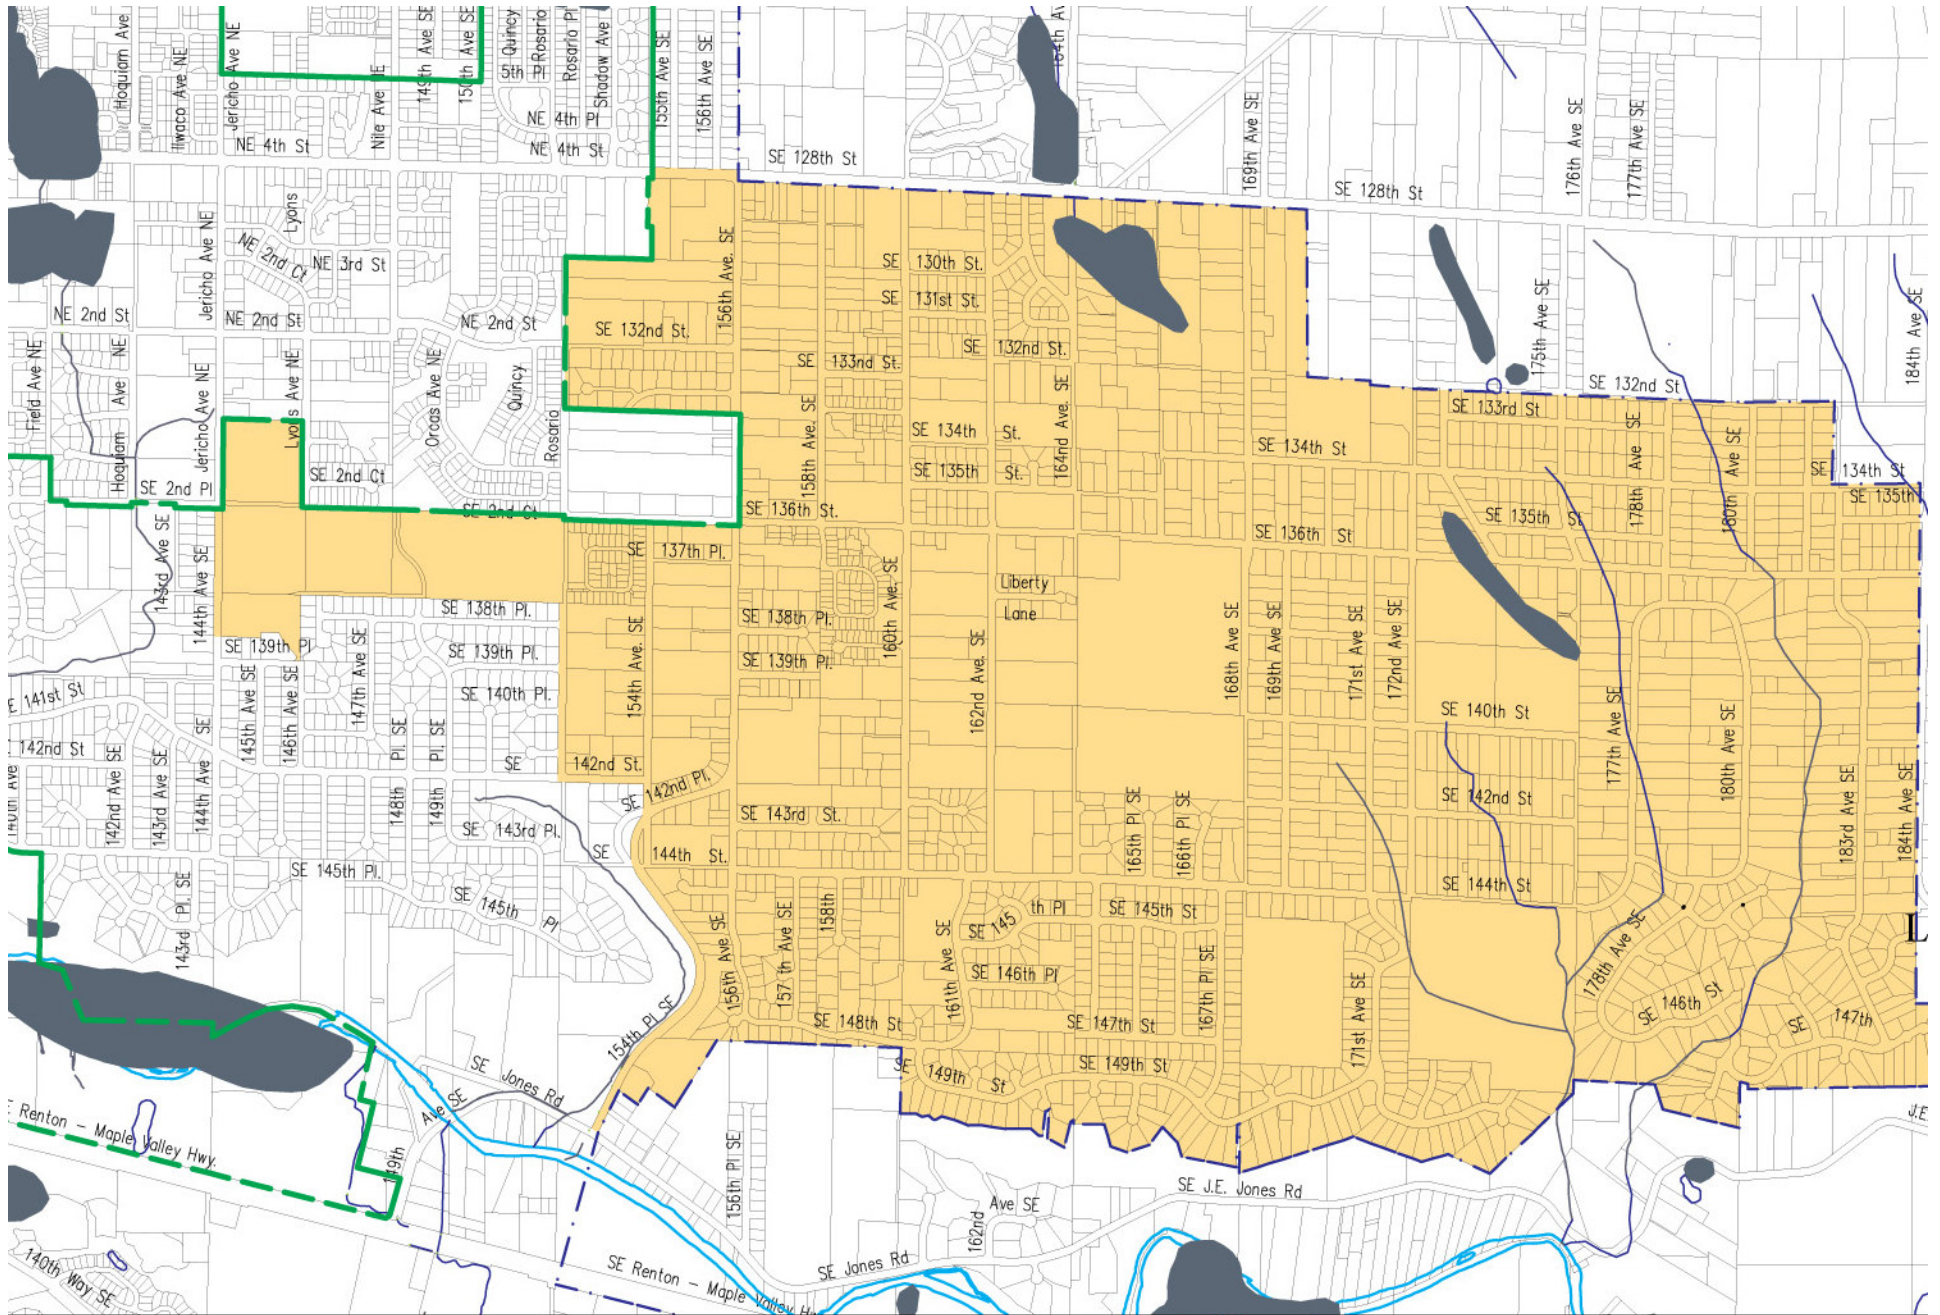 Hoquiam Ave
Ilwaco Ave NE
Jericho Ave NE
Nile Ave NE
149th Ave SE
150th Ave SE
Quincy
5th Pl
Rosario
Rosario Pl
Shadow Ave
155th Ave SE
156th Ave SE
164th Av
169th Ave SE
176th Ave SE
177th Ave SE
NE 4th Pl
NE 4th St
NE 4th St
SE 128th St
SE 128th St
Lyons
Jericho Ave NE
NE 2nd Ct
NE 3rd St
NE 2nd St
NE 2nd St
NE 2nd St
156th Ave. SE
SE 130th St.
SE 131st St.
SE 132nd St.
SE 132nd St.
SE 133nd St.
175th Ave SE
184th Ave SE
SE 132nd St
SE 133rd St
Field Ave NE
Hoquiam Ave NE
Jericho Ave NE
Lyons Ave NE
Orcas Ave NE
Quincy
Rosario
158th Ave. SE
164nd Ave. SE
SE 134th St.
SE 135th St.
SE 134th St
178th Ave SE
180th Ave SE
SE 134th St
SE 135th
SE 2nd Pl
SE 2nd Ct
SE 2nd Ct
SE 136th St.
SE 136th St
SE 135th St
143rd Ave SE
144th Ave SE
SE 137th Pl.
Liberty
Lane
SE 138th Pl.
SE 138th Pl.
SE 139th Pl
SE 139th Pl.
SE 139th Pl.
147th Ave SE
154th Ave. SE
160th Ave. SE
162nd Ave. SE
168th Ave SE
169th Ave SE
171st Ave SE
172nd Ave SE
E 141st St
SE 140th Pl.
SE 140th St
145th Ave SE
146th Ave SE
142nd St
142nd Ave SE
143rd Ave SE
144th Ave SE
148th Pl. SE
149th Pl. SE
SE 142nd St.
SE 142nd Pl.
177th Ave SE
180th Ave SE
183rd Ave SE
184th Ave SE
140th Ave
SE 142nd St
SE 143rd Pl.
SE 143rd St.
SE 144th St.
165th Pl SE
166th Pl SE
SE 144th St
SE 145th Pl.
SE 145th Pl
143rd Pl. SE
156th Ave SE
157 th Ave SE
158th
161th Ave SE
SE 145 th Pl
SE 145th St
SE 146th Pl
167th Pl SE
171st Ave SE
178th Ave SE
SE 146th St
SE 147th
L
154th Pl SE
SE 148th St
SE 147th St
SE 149th St
SE 149th St
SE Jones Rd
Ave SE
149th
Renton - Maple Valley Hwy.
156th Pl SE
162nd Ave SE
SE J.E. Jones Rd
J.E
SE Jones Rd
SE Renton - Maple Valley H
140th Way SE